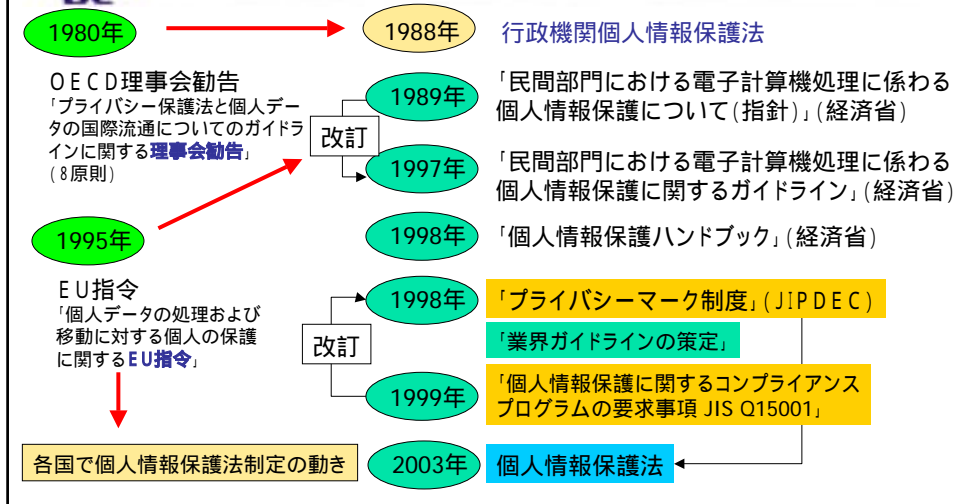 1980年
1988年
行政機関個人情報保護法
OECD理事会勧告
「プライバシー保護法と個人デー
タの国際流通についてのガイドラ
インに関する理事会勧告」
(8原則)
1989年
「民間部門における電子計算機処理に係わる
個人情報保護について(指針)」(経済省)
改訂
1997年
「民間部門における電子計算機処理に係わる
個人情報保護に関するガイドライン」(経済省)
1995年
1998年
「個人情報保護ハンドブック」(経済省)
EU指令
「個人データの処理および
移動に対する個人の保護
に関するEU指令」
1998年
「プライバシーマーク制度」(JIPDEC)
改訂
「業界ガイドラインの策定」
1999年
「個人情報保護に関するコンプライアンス
プログラムの要求事項 JIS Q15001」
各国で個人情報保護法制定の動き
2003年
個人情報保護法